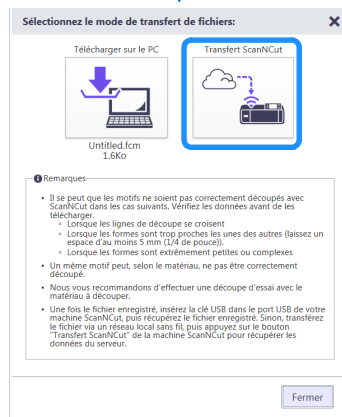 Sélectionnez le mode de transfert de fichiers:
Télécharger sur le PC
Transfert ScanNCut
Untitled.fcm
1.6Ko
Remarques
Il se peut que les motifs ne soient pas correctement découpés avec
ScanNCut dans les cas suivants. Vérifiez les données avant de les
télécharger.
Lorsque les lignes de découpe se croisent
Lorsque les formes sont trop proches les unes des autres (laissez un
espace d'au moins 5 mm (1/4 de pouce)).
Lorsque les formes sont extrêmement petites ou complexes
Un même motif peut, selon le matériau, ne pas être correctement
découpé.
Nous vous recommandons d'effectuer une découpe d'essai avec le
matériau à découper.
Une fois le fichier enregistré, insérez la clé USB dans le port USB de votre
machine ScanNCut, puis récupérez le fichier enregistré. Sinon, transférez
le fichier via un réseau local sans fil, puis appuyez sur le bouton
"Transfert ScanNCut" de la machine ScanNCut pour récupérer les
données du serveur.
Fermer